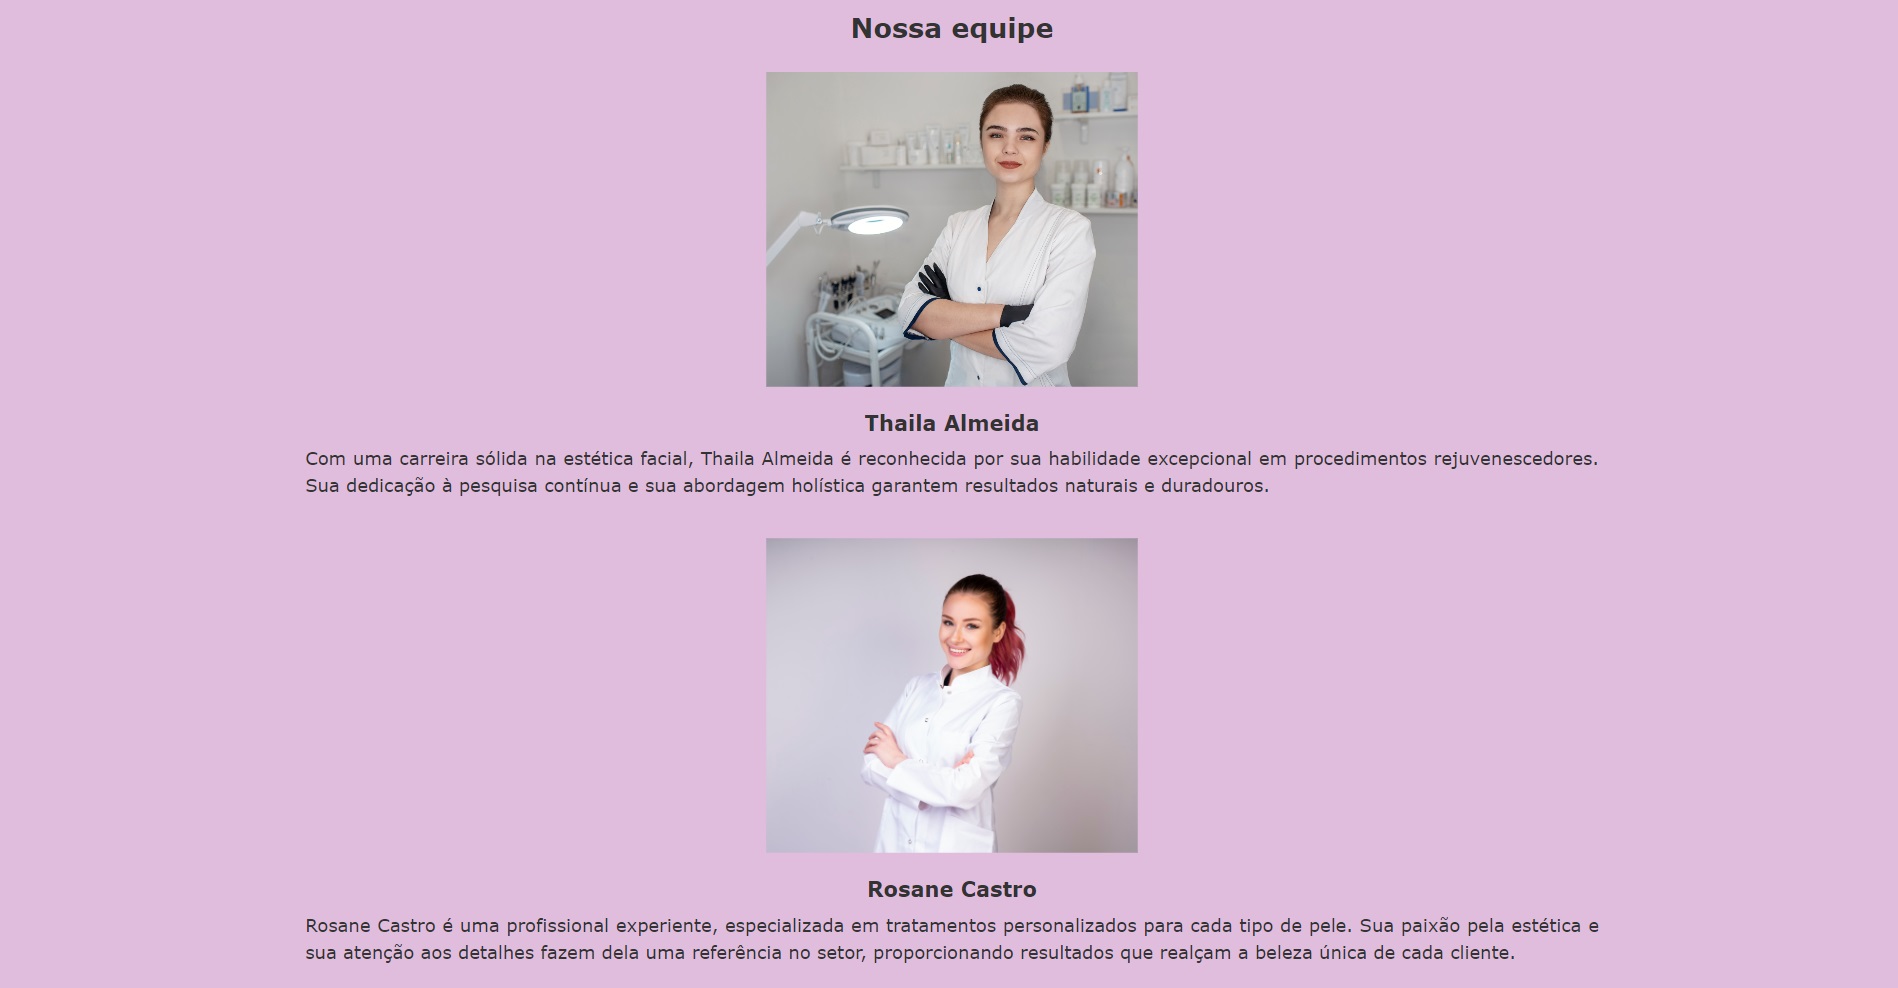 Nossa equipe
Thaila Almeida
Com uma carreira sólida na estética facial, Thaila Almeida é reconhecida por sua habilidade excepcional em procedimentos rejuvenescedores.
Sua dedicação à pesquisa contínua e sua abordagem holística garantem resultados naturais e duradouros.
Rosane Castro
Rosane Castro é uma profissional experiente, especializada em tratamentos personalizados para cada tipo de pele. Sua paixão pela estética e
sua atenção aos detalhes fazem dela uma referência no setor, proporcionando resultados que realçam a beleza única de cada cliente.